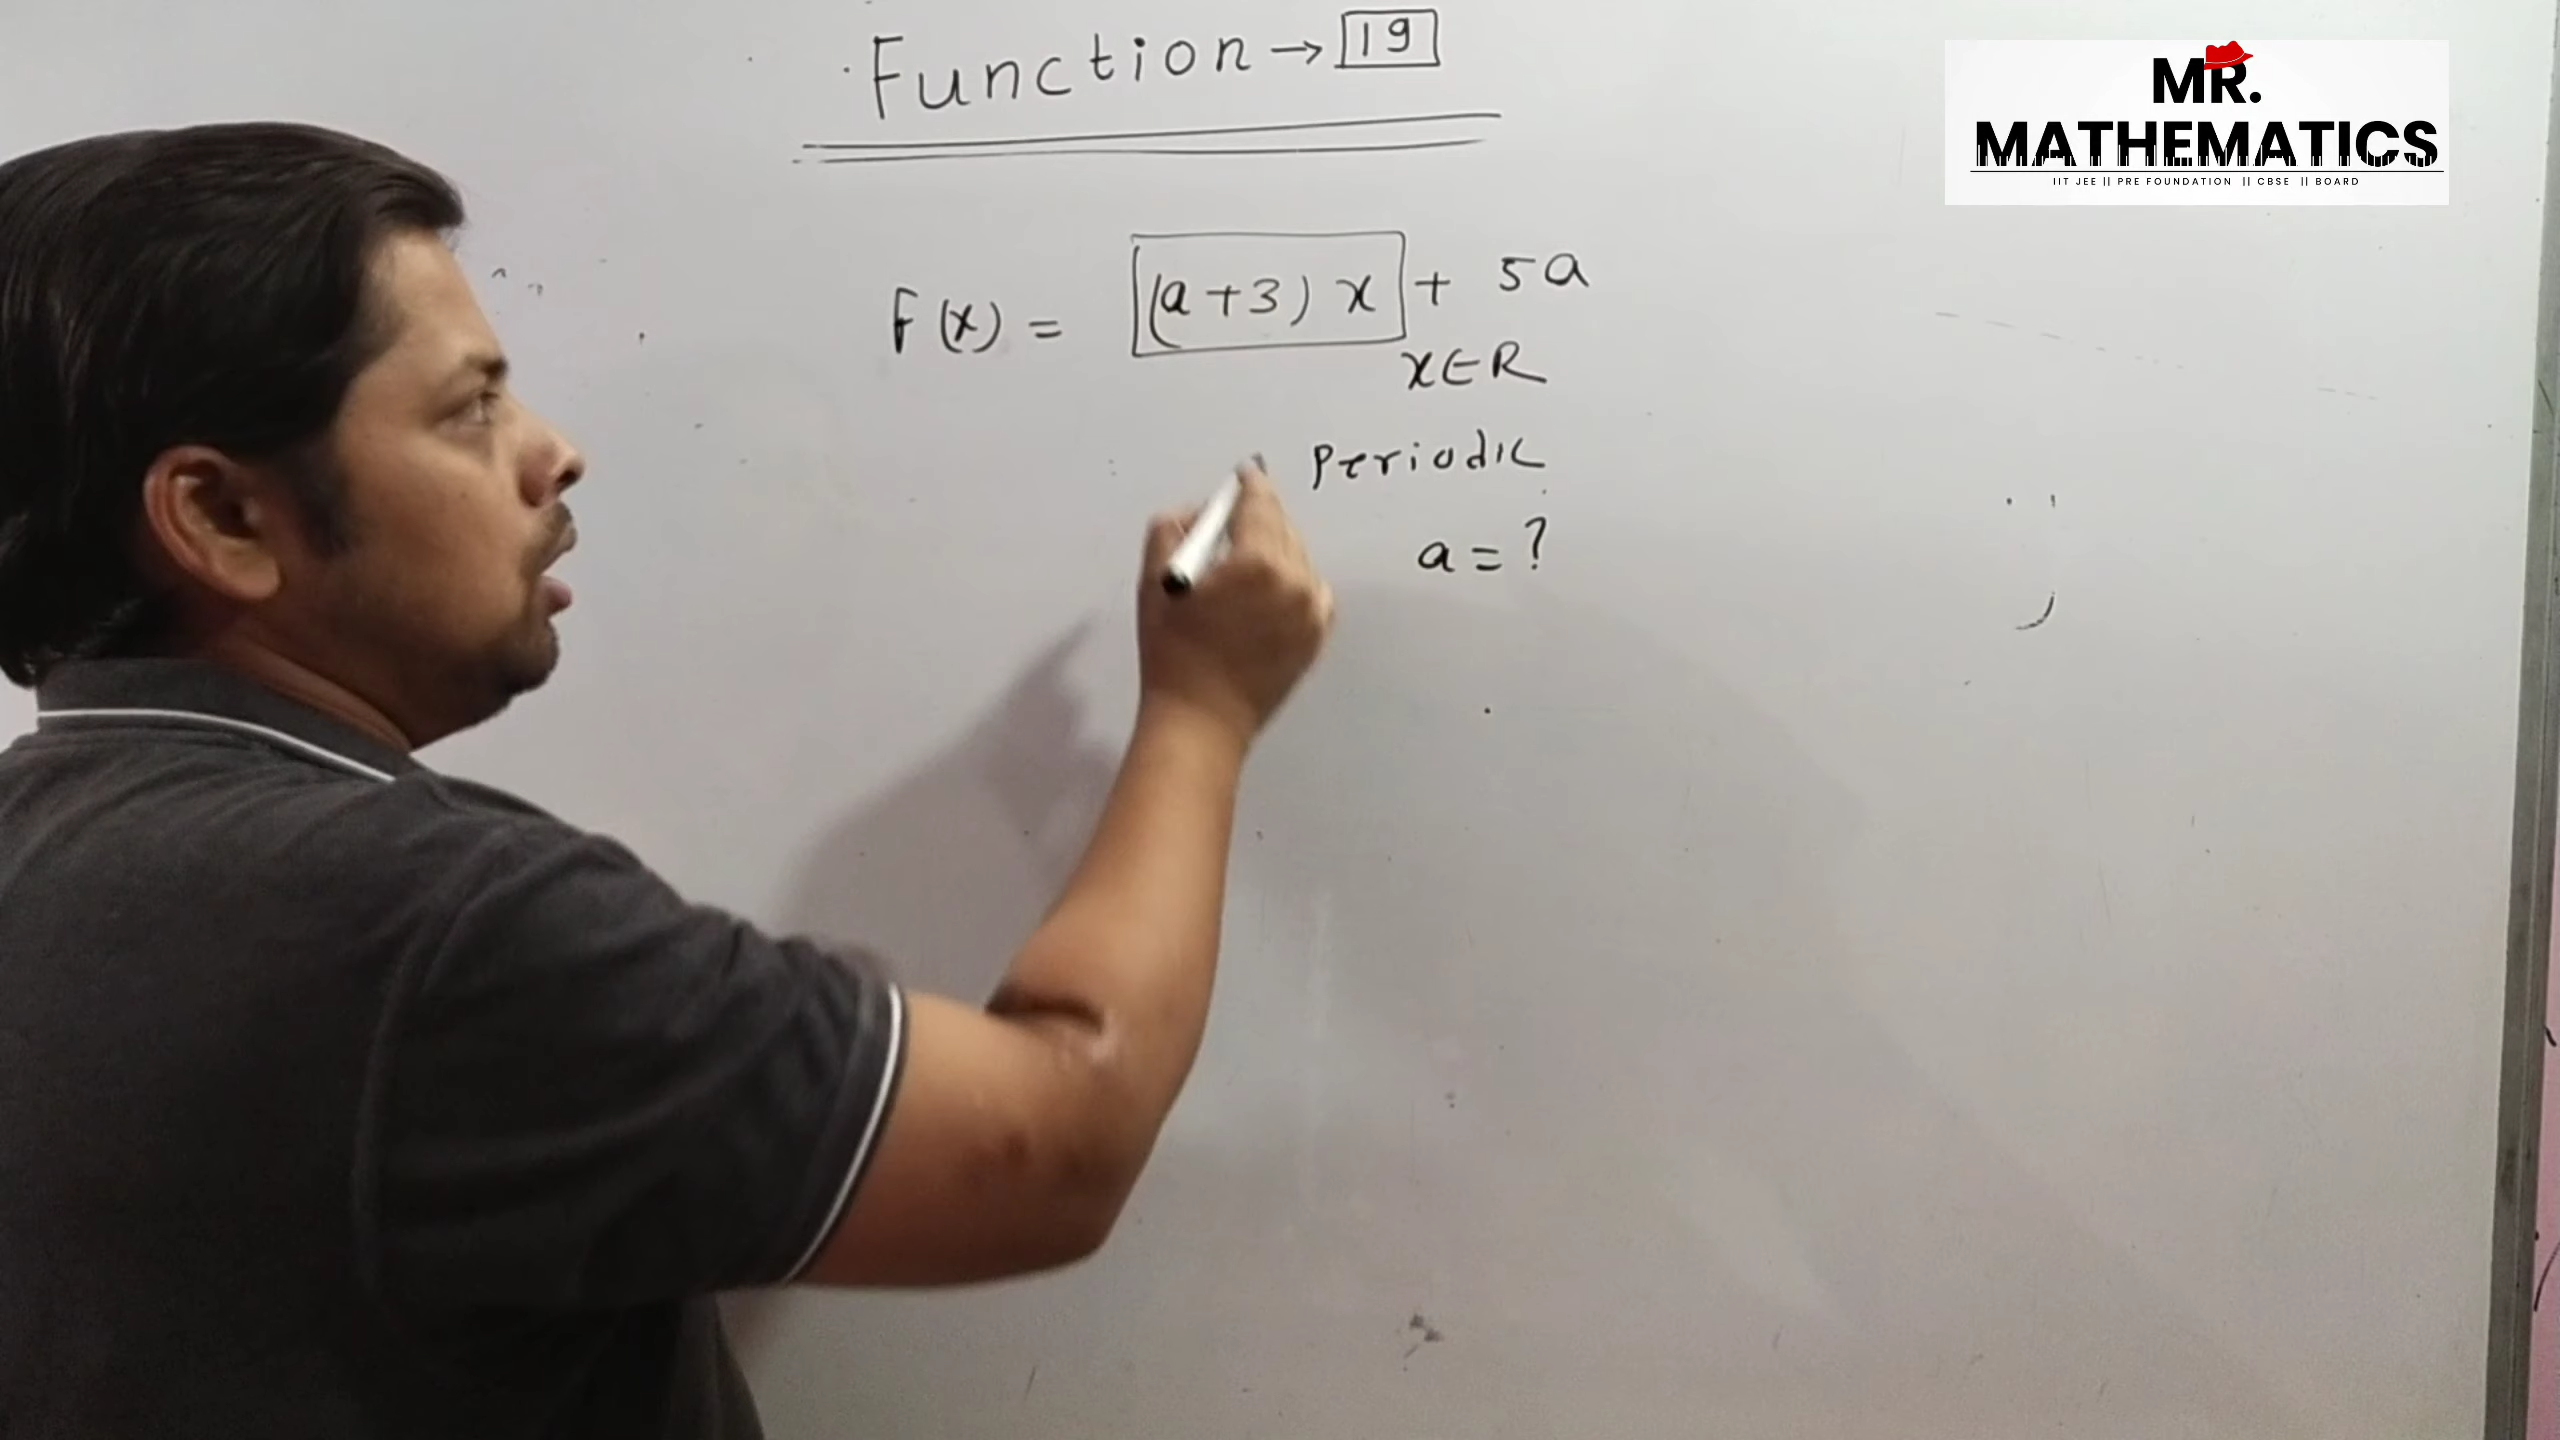 Function → 19
F(x) = (a+3) x + 5a
x∈R
Periodic
a = ?
MR.
MATHEMATICS
IIT JEE || PRE FOUNDATION || CBSE || BOARD